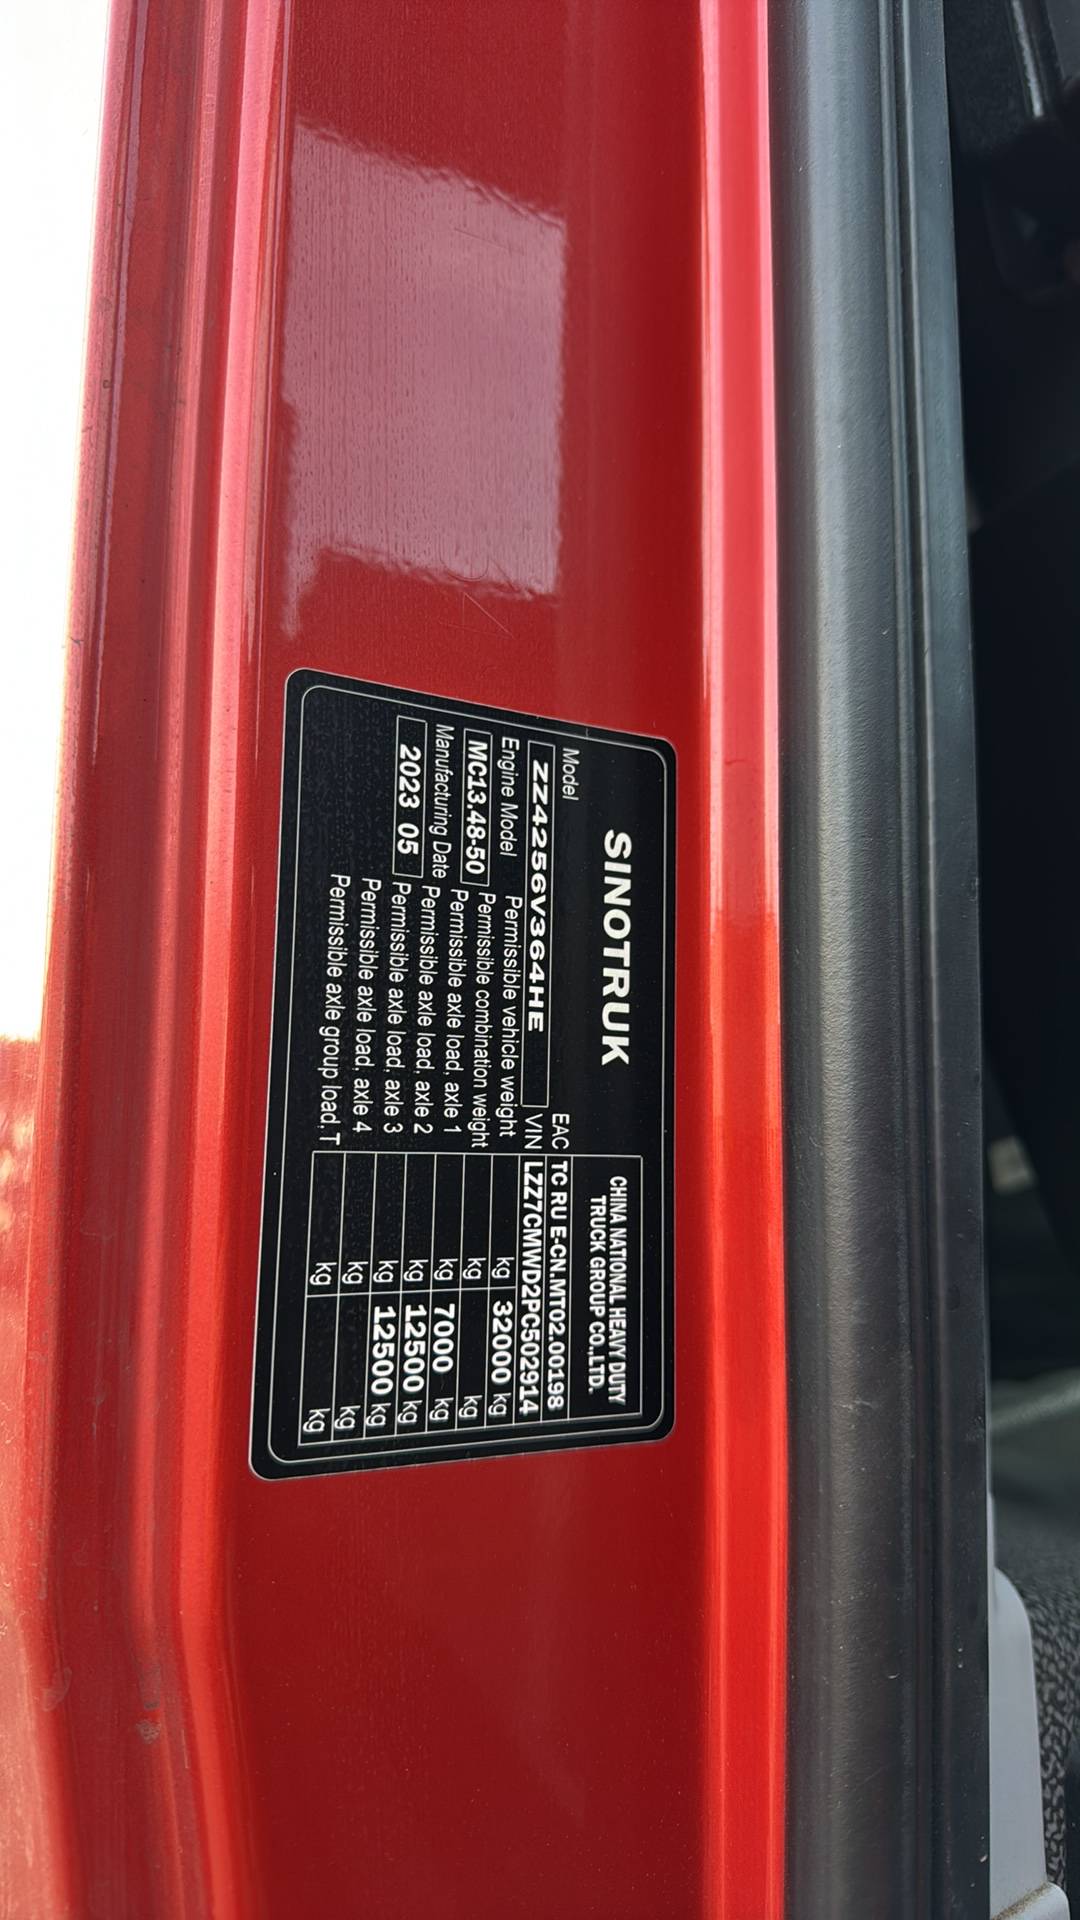 SINOTRUK
CHINA NATIONAL HEAVY DUTY
TRUCK GROUP CO.,LTD.
Model
ZZ4256V364HE
EAC TC RU E-CN.MT02.00198
VIN LZZ7CMWD2PC502914
Engine Model
MC13.48-50
Manufacturing Date
2023 05
Permissible vehicle weight kg 32000 kg
Permissible combination weight kg kg
Permissible axle load, axle 1 kg 7000 kg
Permissible axle load, axle 2 kg 12500 kg
Permissible axle load, axle 3 kg 12500 kg
Permissible axle load, axle 4 kg kg
Permissible axle group load, T kg kg